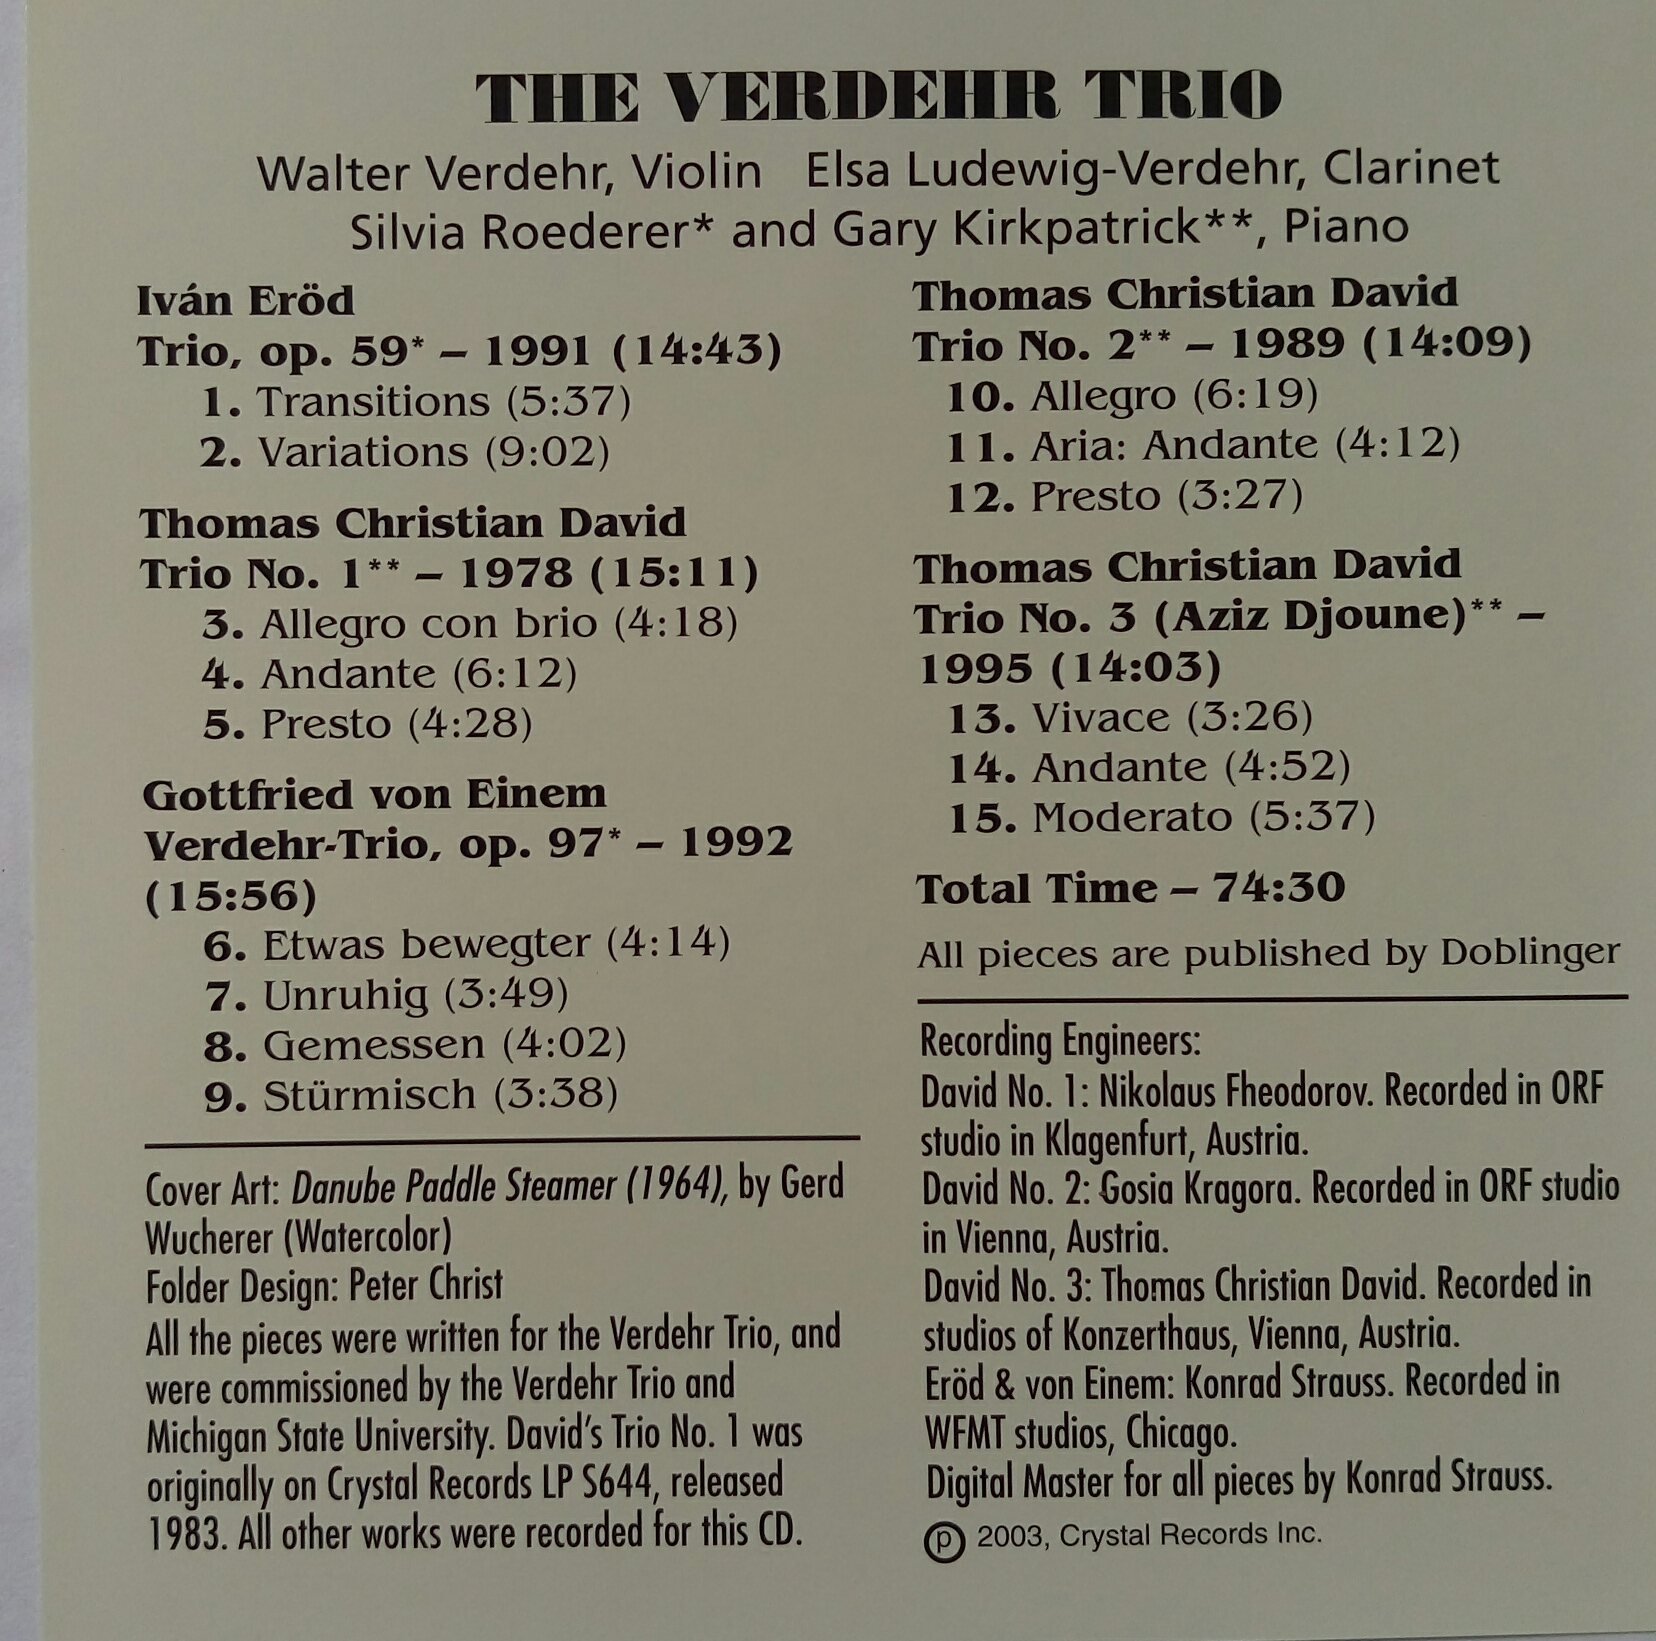 THE VERDEHR TRIO
Walter Verdehr, Violin   Elsa Ludewig-Verdehr, Clarinet
Silvia Roederer* and Gary Kirkpatrick**, Piano
Iván Eröd
Trio, op. 59* – 1991 (14:43)
1. Transitions (5:37)
2. Variations (9:02)
Thomas Christian David
Trio No. 1** – 1978 (15:11)
3. Allegro con brio (4:18)
4. Andante (6:12)
5. Presto (4:28)
Gottfried von Einem
Verdehr-Trio, op. 97* – 1992
(15:56)
6. Etwas bewegter (4:14)
7. Unruhig (3:49)
8. Gemessen (4:02)
9. Stürmisch (3:38)
Cover Art: Danube Paddle Steamer (1964), by Gerd
Wucherer (Watercolor)
Folder Design: Peter Christ
All the pieces were written for the Verdehr Trio, and
were commissioned by the Verdehr Trio and
Michigan State University. David's Trio No. 1 was
originally on Crystal Records LP S644, released
1983. All other works were recorded for this CD.
Thomas Christian David
Trio No. 2** – 1989 (14:09)
10. Allegro (6:19)
11. Aria: Andante (4:12)
12. Presto (3:27)
Thomas Christian David
Trio No. 3 (Aziz Djoune)** –
1995 (14:03)
13. Vivace (3:26)
14. Andante (4:52)
15. Moderato (5:37)
Total Time – 74:30
All pieces are published by Doblinger
Recording Engineers:
David No. 1: Nikolaus Fheodorov. Recorded in ORF
studio in Klagenfurt, Austria.
David No. 2: Gosia Kragora. Recorded in ORF studio
in Vienna, Austria.
David No. 3: Thomas Christian David. Recorded in
studios of Konzerthaus, Vienna, Austria.
Eröd & von Einem: Konrad Strauss. Recorded in
WFMT studios, Chicago.
Digital Master for all pieces by Konrad Strauss.
℗ 2003, Crystal Records Inc.